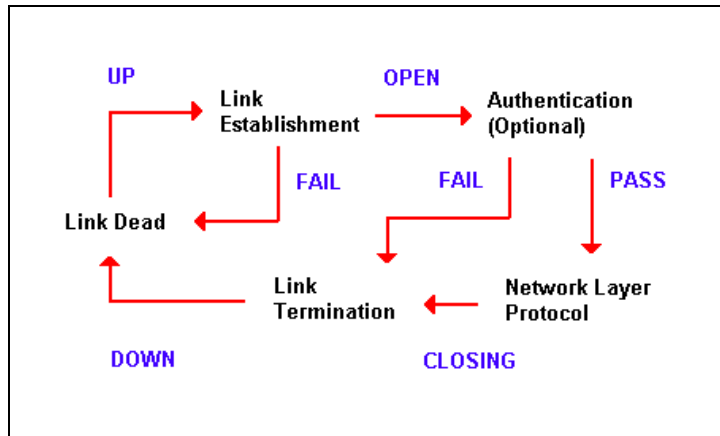 UP
OPEN
Link
Establishment
Authentication
(Optional)
FAIL
FAIL
PASS
Link Dead
Link
Termination
Network Layer
Protocol
DOWN
CLOSING